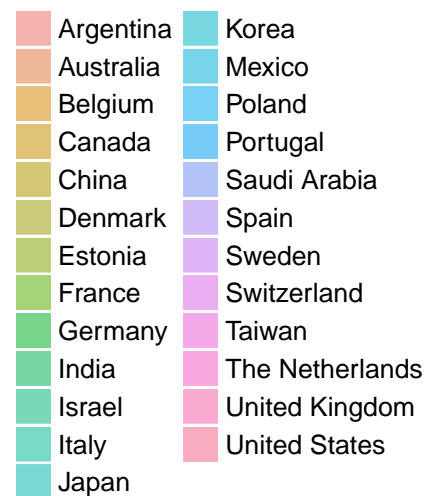 Argentina
Australia
Belgium
Canada
China
Denmark
Estonia
France
Germany
India
Israel
Italy
Japan
Korea
Mexico
Poland
Portugal
Saudi Arabia
Spain
Sweden
Switzerland
Taiwan
The Netherlands
United Kingdom
United States